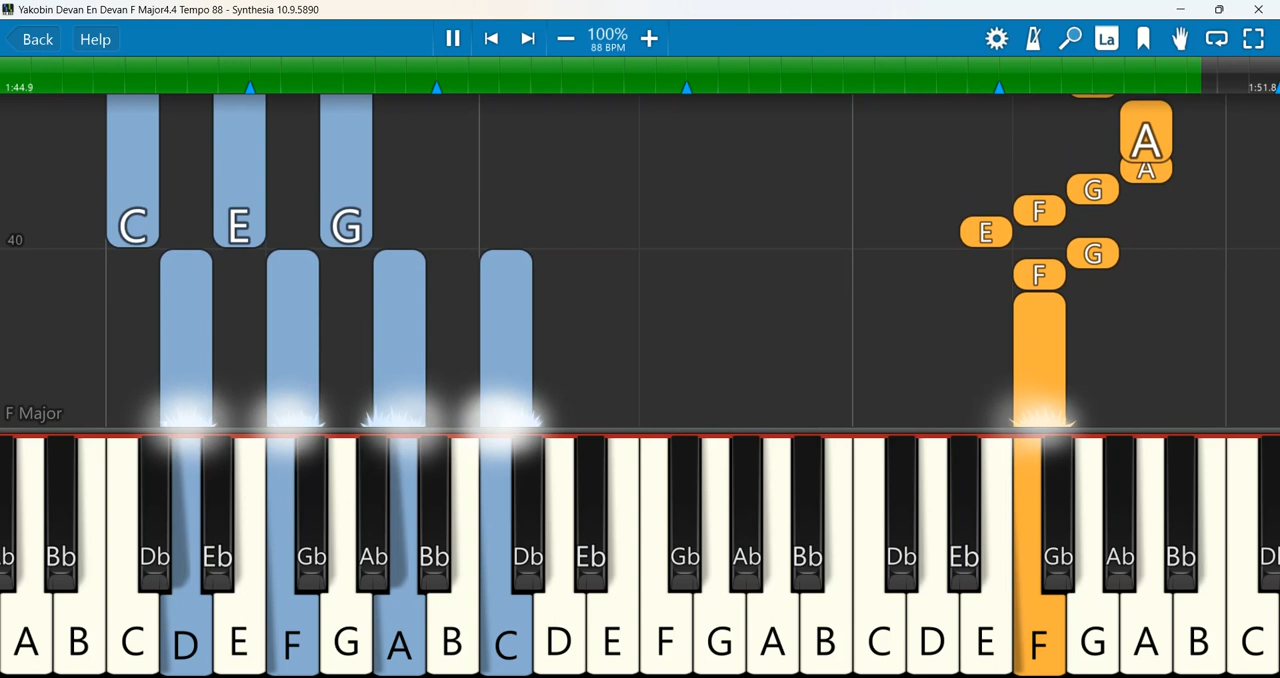 Yakobin Devan En Devan F Major4.4 Tempo 88 - Synthesia 10.9.5890
Back Help 100% La
88 BPM
1:44.9 1:51.8
A
A
G
F
C E G E
40 G
F
F Major
Bb Db Eb Gb Ab Bb Db Eb Gb Ab Bb Db Eb Gb Ab Bb
A B C D E F G A B C D E F G A B C D E F G A B C